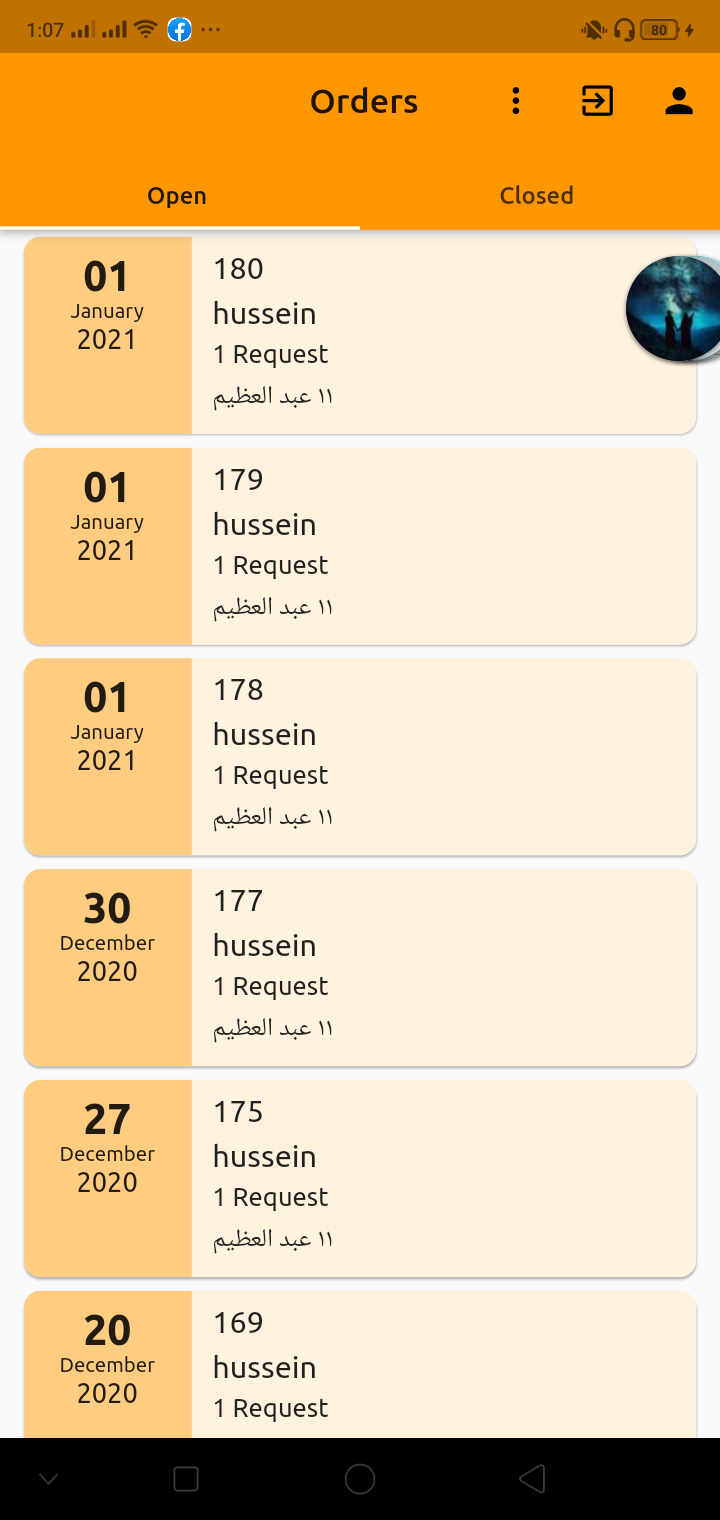 1:07
80
Orders
Open
Closed
01
January
2021
180
hussein
1 Request
١١ عبد العظيم
01
January
2021
179
hussein
1 Request
١١ عبد العظيم
01
January
2021
178
hussein
1 Request
١١ عبد العظيم
30
December
2020
177
hussein
1 Request
١١ عبد العظيم
27
December
2020
175
hussein
1 Request
١١ عبد العظيم
20
December
2020
169
hussein
1 Request